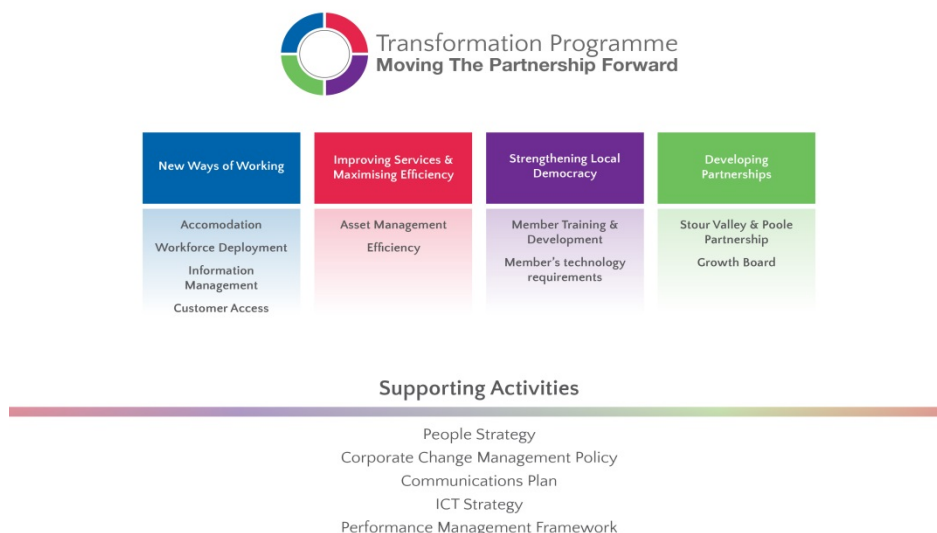 Transformation Programme
Moving The Partnership Forward
New Ways of Working
Accomodation
Workforce Deployment
Information
Management
Customer Access
Improving Services &
Maximising Efficiency
Asset Management
Efficiency
Strengthening Local
Democracy
Member Training &
Development
Member's technology
requirements
Developing
Partnerships
Stour Valley & Poole
Partnership
Growth Board
Supporting Activities
People Strategy
Corporate Change Management Policy
Communications Plan
ICT Strategy
Performance Management Framework